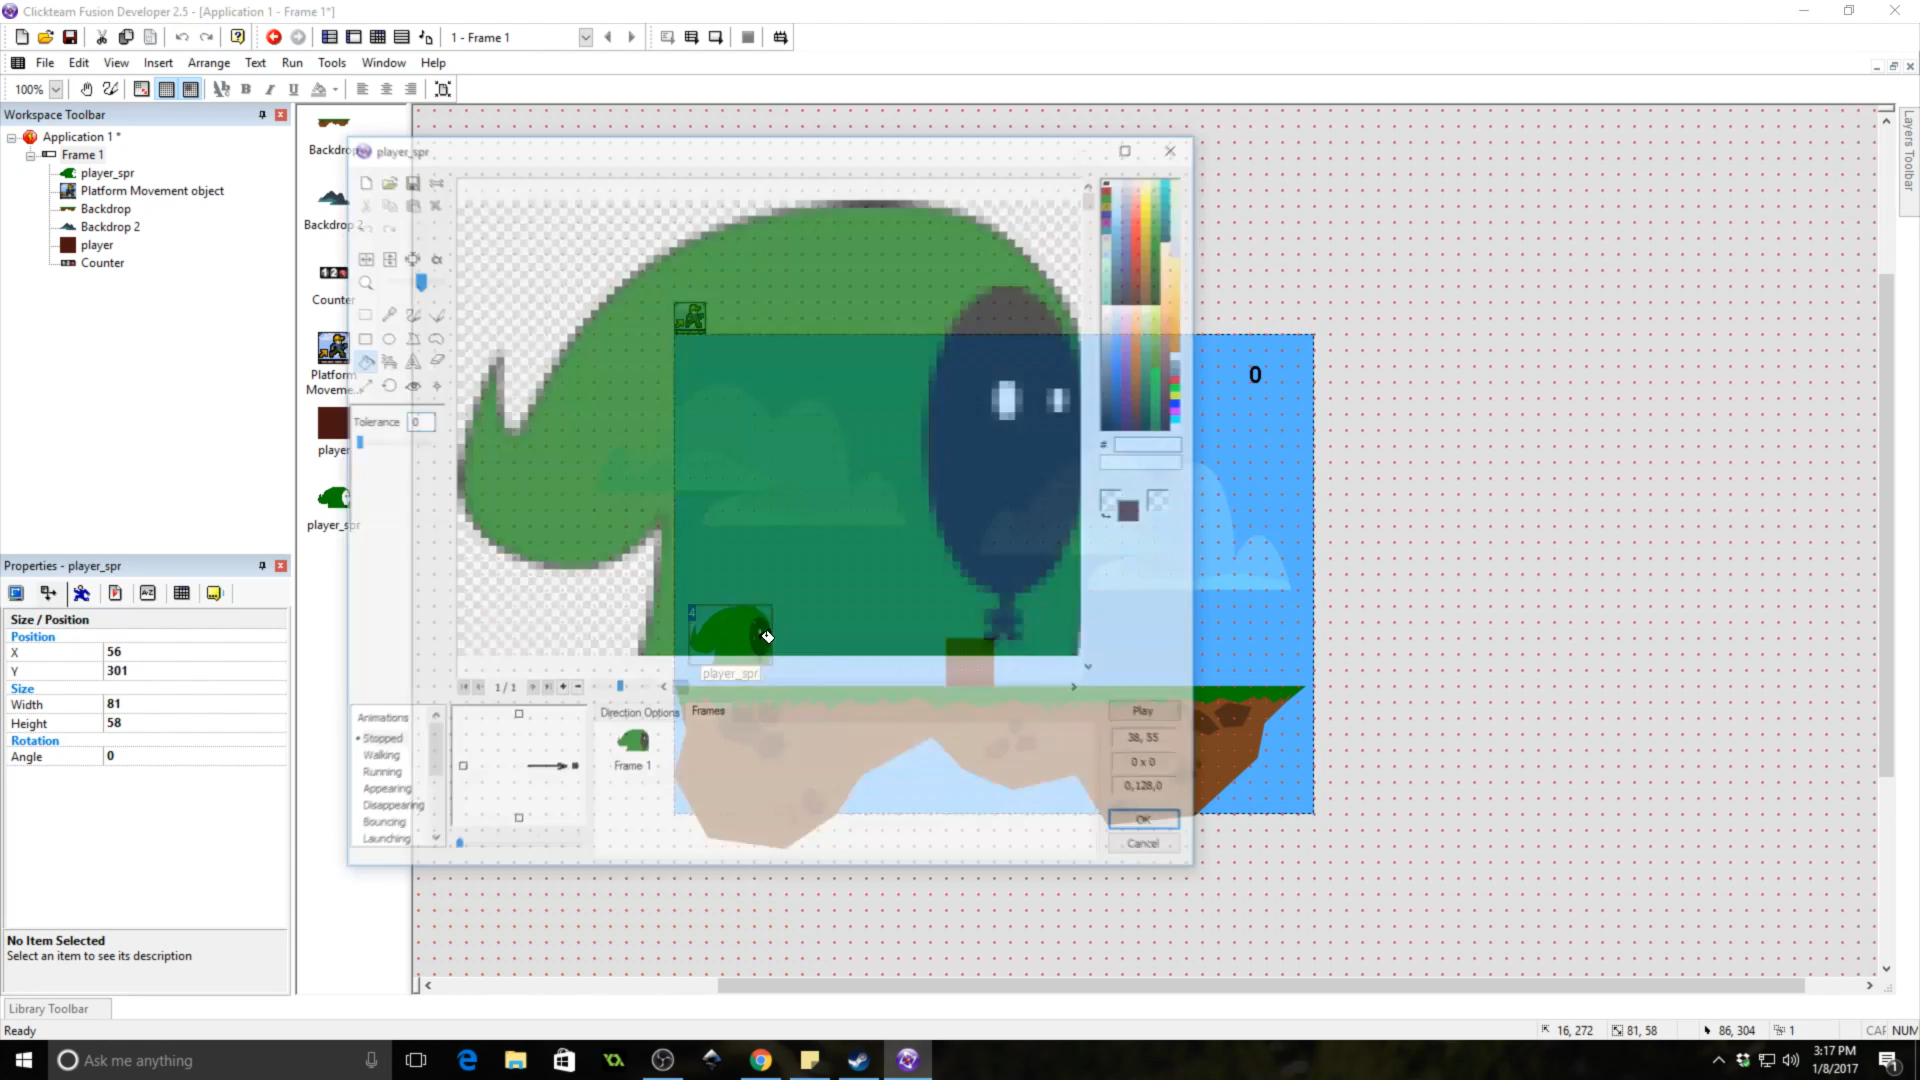 Clickteam Fusion Developer 2.5 - [Application 1 - Frame 1*]
1 - Frame 1
File Edit View Insert Arrange Text Run Tools Window Help
100%
Workspace Toolbar
Application 1 *
Frame 1
player_spr
Platform Movement object
Backdrop
Backdrop 2
player
Counter
Backdrop
Backdrop 2
Counter
Platform
Moveme...
player
player_spr
player_spr
Tolerance 0
#
1 / 1
Animations
Stopped
Walking
Running
Appearing
Disappearing
Bouncing
Launching
Direction Options
Frames
Frame 1
Play
38, 55
0 x 0
0,128,0
OK
Cancel
4
player_spr
0
Layers Toolbar
Properties - player_spr
Size / Position
Position
X 56
Y 301
Size
Width 81
Height 58
Rotation
Angle 0
No Item Selected
Select an item to see its description
Library Toolbar
Ready
16, 272
81, 58
86, 304
1
CAP NUM
Ask me anything
3:17 PM
1/8/2017